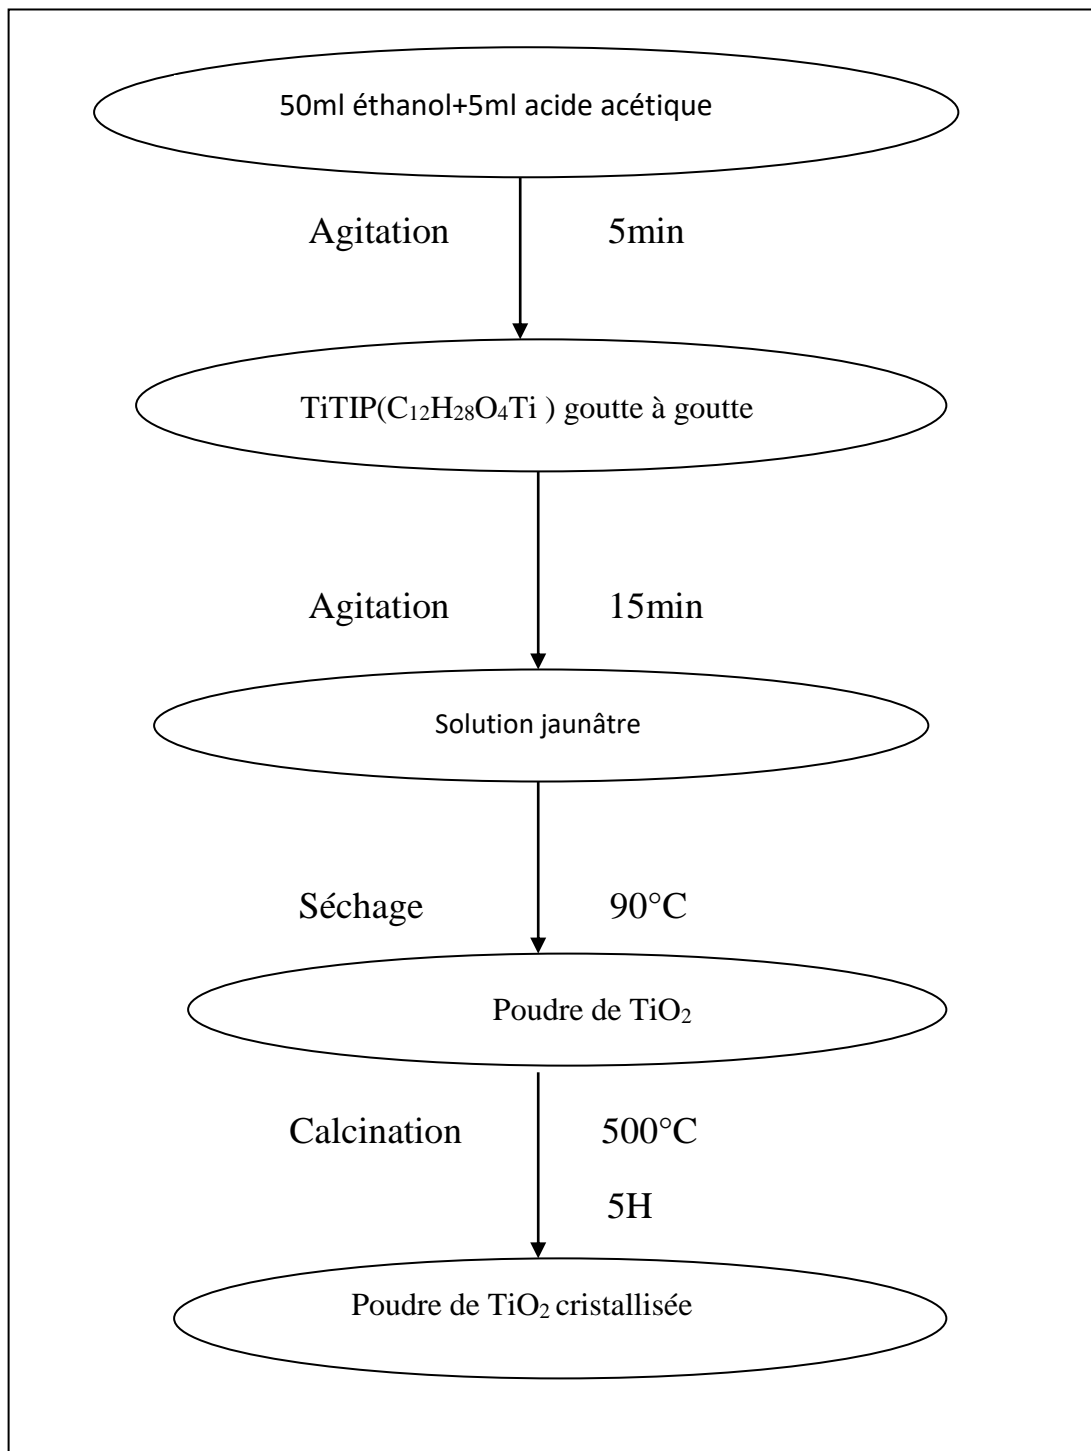 50ml éthanol+5ml acide acétique
Agitation 5min
TiTIP(C₁₂H₂₈O₄Ti ) goutte à goutte
Agitation 15min
Solution jaunâtre
Séchage 90°C
Poudre de TiO₂
Calcination 500°C
5H
Poudre de TiO₂ cristallisée